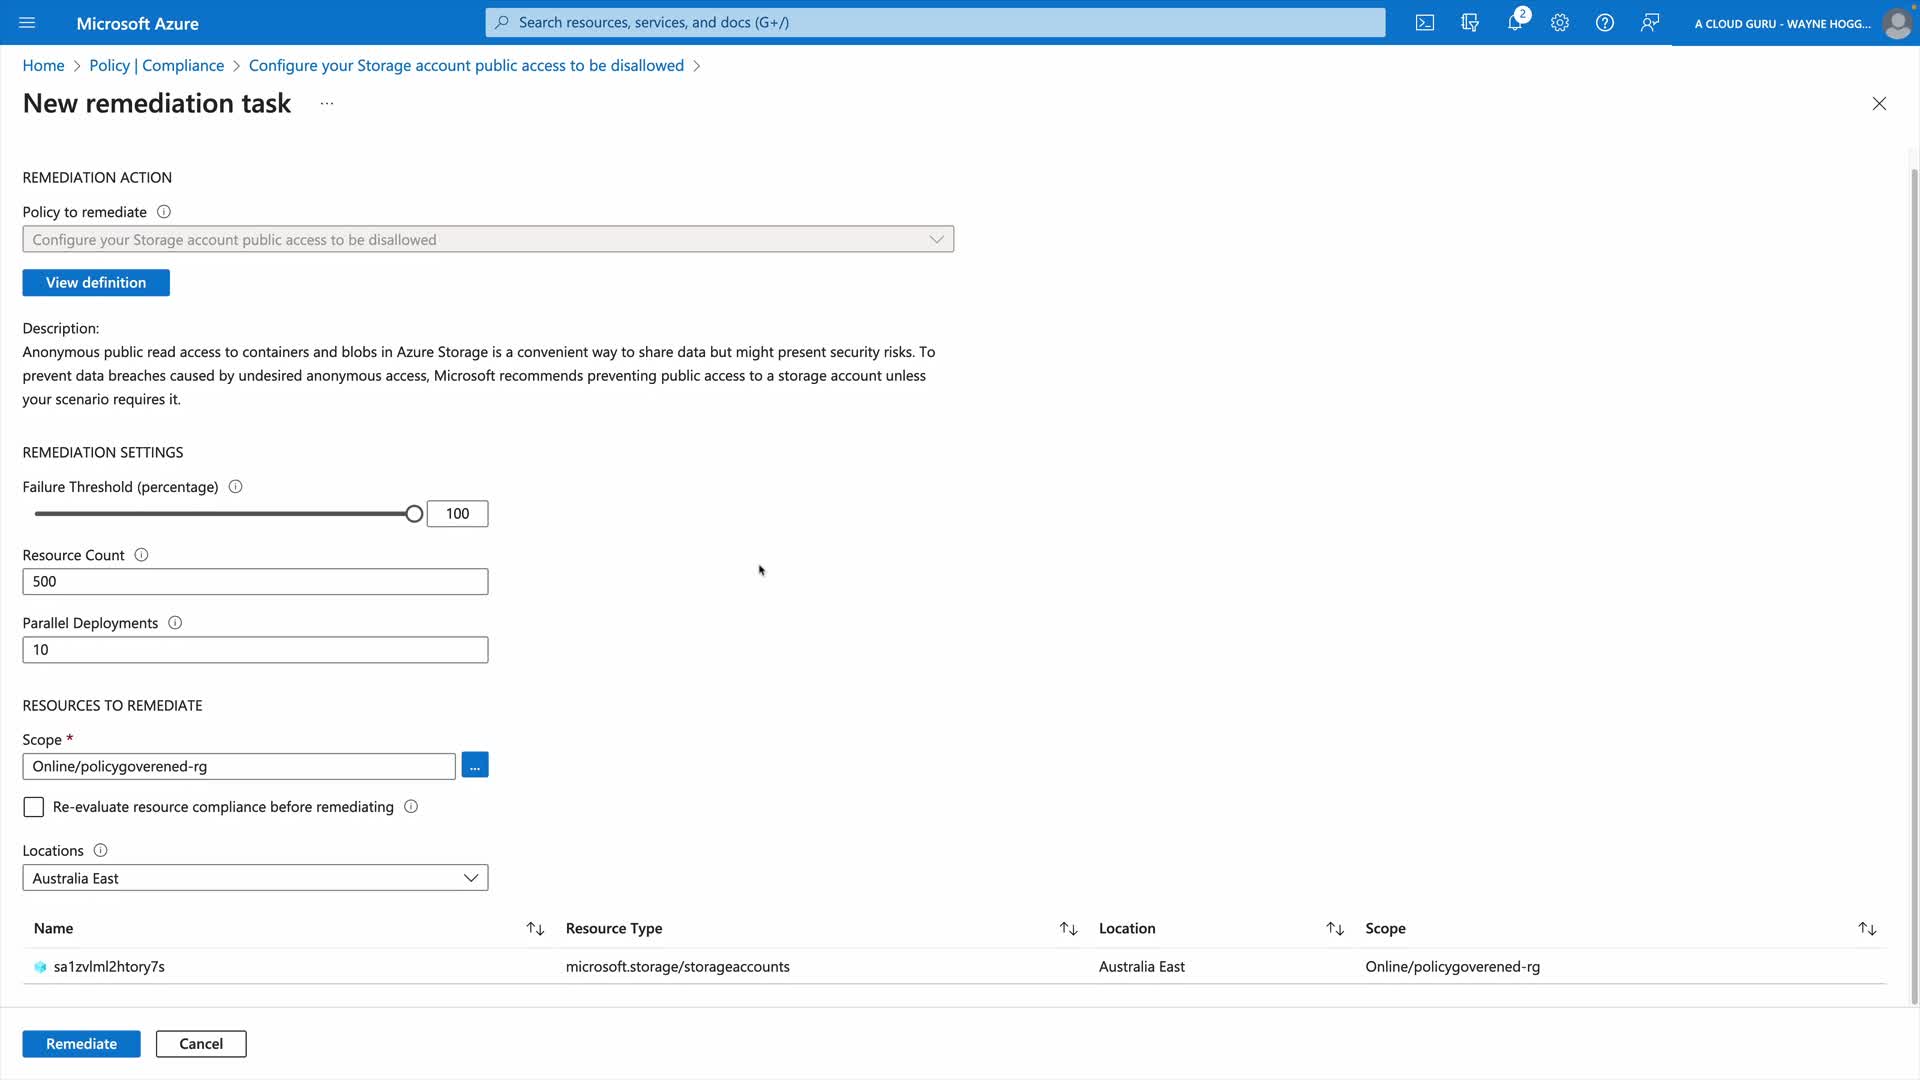 Microsoft Azure
Search resources, services, and docs (G+/)
2
A CLOUD GURU - WAYNE HOGG...
Home > Policy | Compliance > Configure your Storage account public access to be disallowed >
New remediation task ...
REMEDIATION ACTION
Policy to remediate
Configure your Storage account public access to be disallowed
View definition
Description:
Anonymous public read access to containers and blobs in Azure Storage is a convenient way to share data but might present security risks. To
prevent data breaches caused by undesired anonymous access, Microsoft recommends preventing public access to a storage account unless
your scenario requires it.
REMEDIATION SETTINGS
Failure Threshold (percentage)
100
Resource Count
500
Parallel Deployments
10
RESOURCES TO REMEDIATE
Scope *
Online/policygoverened-rg
...
Re-evaluate resource compliance before remediating
Locations
Australia East
Name Resource Type Location Scope
sa1zvlml2htory7s microsoft.storage/storageaccounts Australia East Online/policygoverened-rg
Remediate Cancel